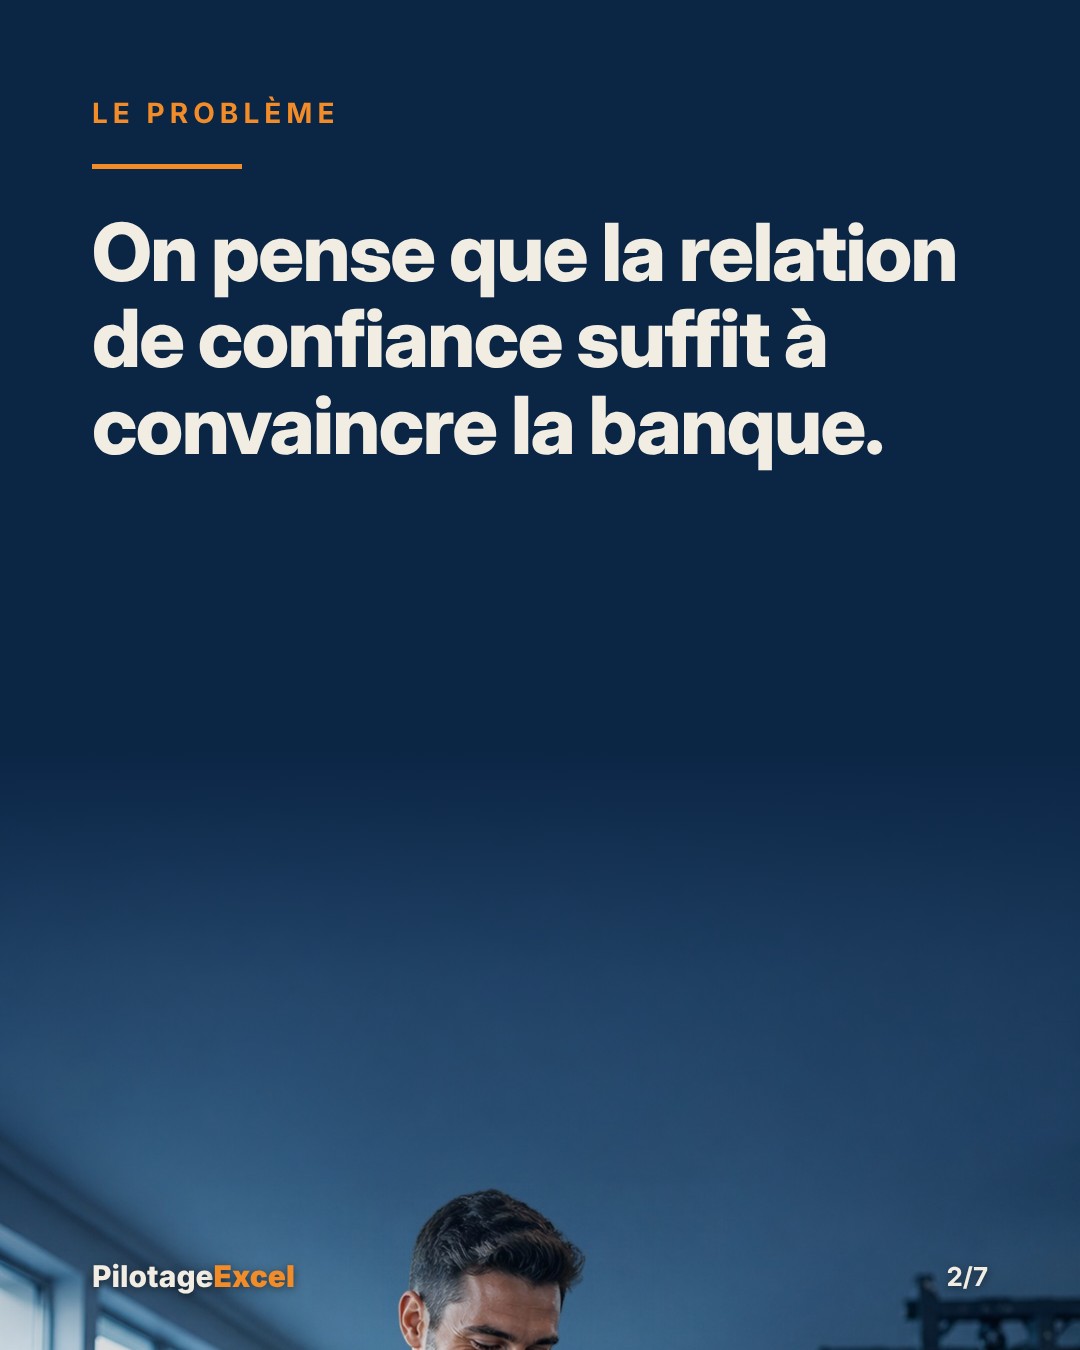 LE PROBLÈME
On pense que la relation
de confiance suffit à
convaincre la banque.
PilotageExcel
2/7